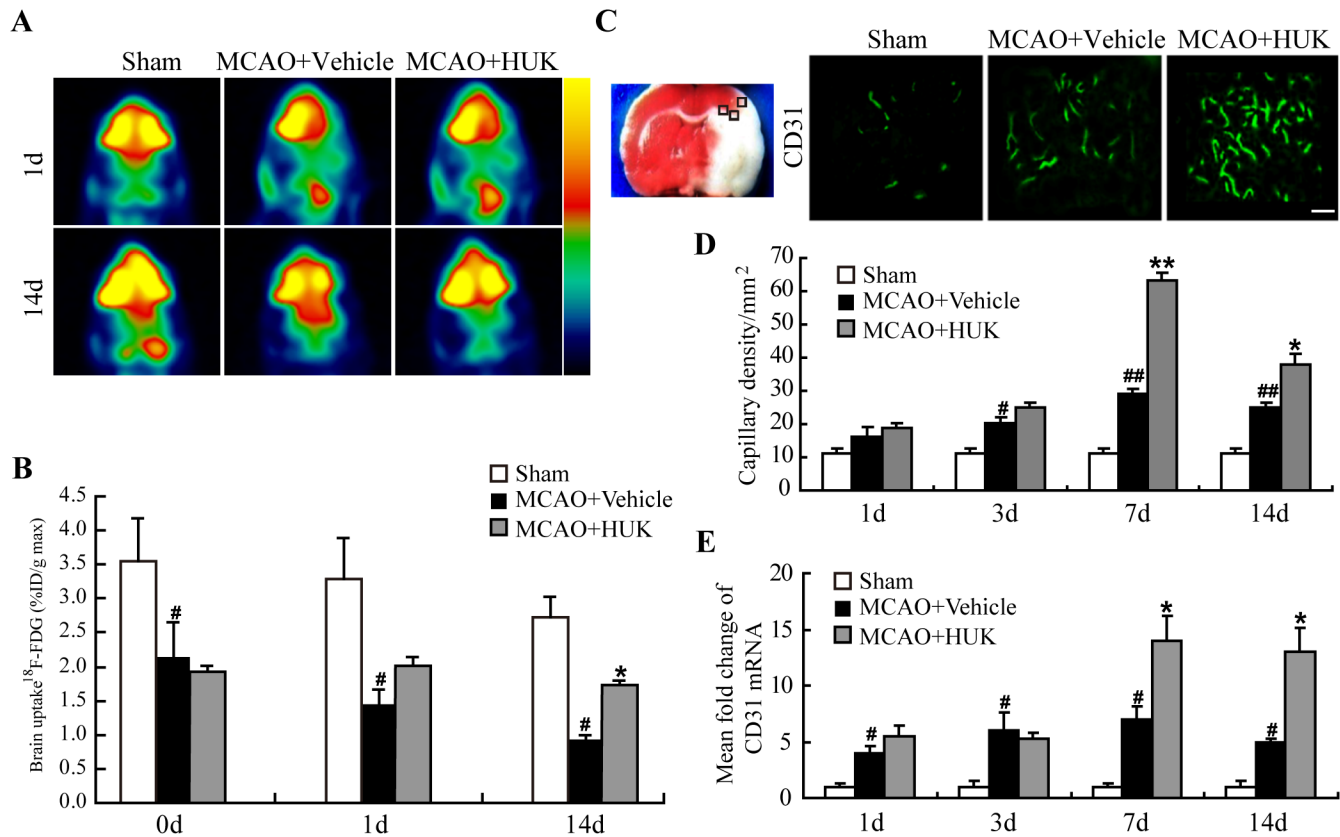 A
Sham MCAO+Vehicle MCAO+HUK
1d
14d
B
Sham
MCAO+Vehicle
MCAO+HUK
Brain uptake ¹⁸F-FDG (%ID/g max)
4.5
4.0
3.5
3.0
2.5
2.0
1.5
1.0
0.5
0.0
#
#
#
*
0d 1d 14d
C
Sham MCAO+Vehicle MCAO+HUK
CD31
D
Sham
MCAO+Vehicle
MCAO+HUK
Capillary density/mm²
70
60
50
40
30
20
10
0
#
##
**
##
*
1d 3d 7d 14d
E
Sham
MCAO+Vehicle
MCAO+HUK
Mean fold change of
CD31 mRNA
20
15
10
5
0
#
#
#
*
#
*
1d 3d 7d 14d